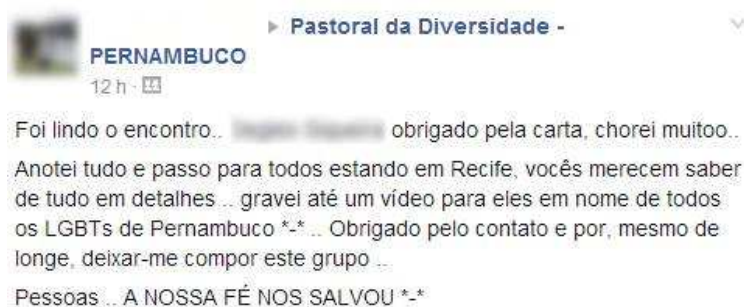 Pastoral da Diversidade -
PERNAMBUCO
12 h ·
Foi lindo o encontro.. obrigado pela carta, chorei muitoo..
Anotei tudo e passo para todos estando em Recife, vocês merecem saber
de tudo em detalhes .. gravei até um vídeo para eles em nome de todos
os LGBTs de Pernambuco *-* .. Obrigado pelo contato e por, mesmo de
longe, deixar-me compor este grupo ..
Pessoas .. A NOSSA FÉ NOS SALVOU *-*